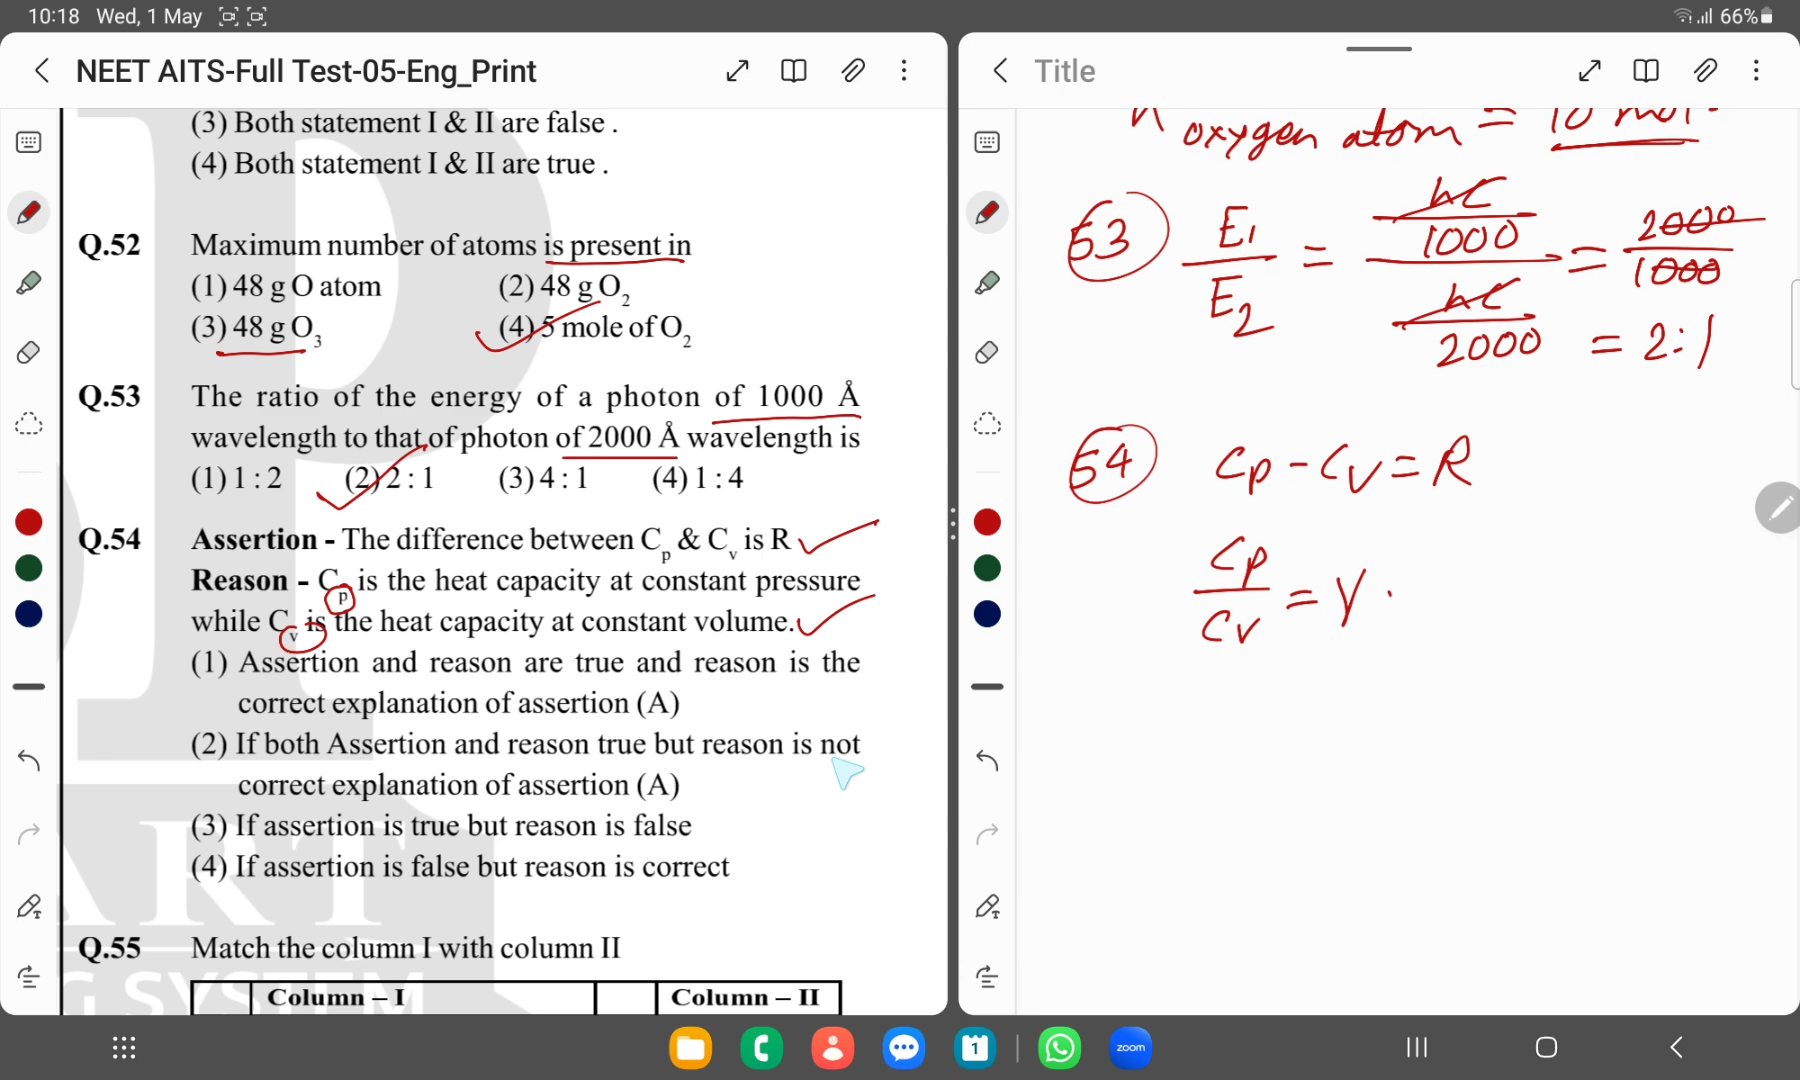 10:18 Wed, 1 May
66%
NEET AITS-Full Test-05-Eng_Print
(3) Both statement I & II are false .
(4) Both statement I & II are true .
Q.52 Maximum number of atoms is present in
(1) 48 g O atom (2) 48 g O2
(3) 48 g O3 (4) 5 mole of O2
Q.53 The ratio of the energy of a photon of 1000 Å
wavelength to that of photon of 2000 Å wavelength is
(1) 1 : 2 (2) 2 : 1 (3) 4 : 1 (4) 1 : 4
Q.54 Assertion - The difference between Cp & Cv is R
Reason - Cp is the heat capacity at constant pressure
while Cv is the heat capacity at constant volume.
(1) Assertion and reason are true and reason is the
correct explanation of assertion (A)
(2) If both Assertion and reason true but reason is not
correct explanation of assertion (A)
(3) If assertion is true but reason is false
(4) If assertion is false but reason is correct
Q.55 Match the column I with column II
Column – I Column – II
ART
G SYSTEM
Title
n oxygen atom = 10 mol.
53 E1/E2 = (hc/1000)/(hc/2000) = 2000/1000
= 2:1
54 Cp - Cv = R
Cp/Cv = γ .
1
zoom